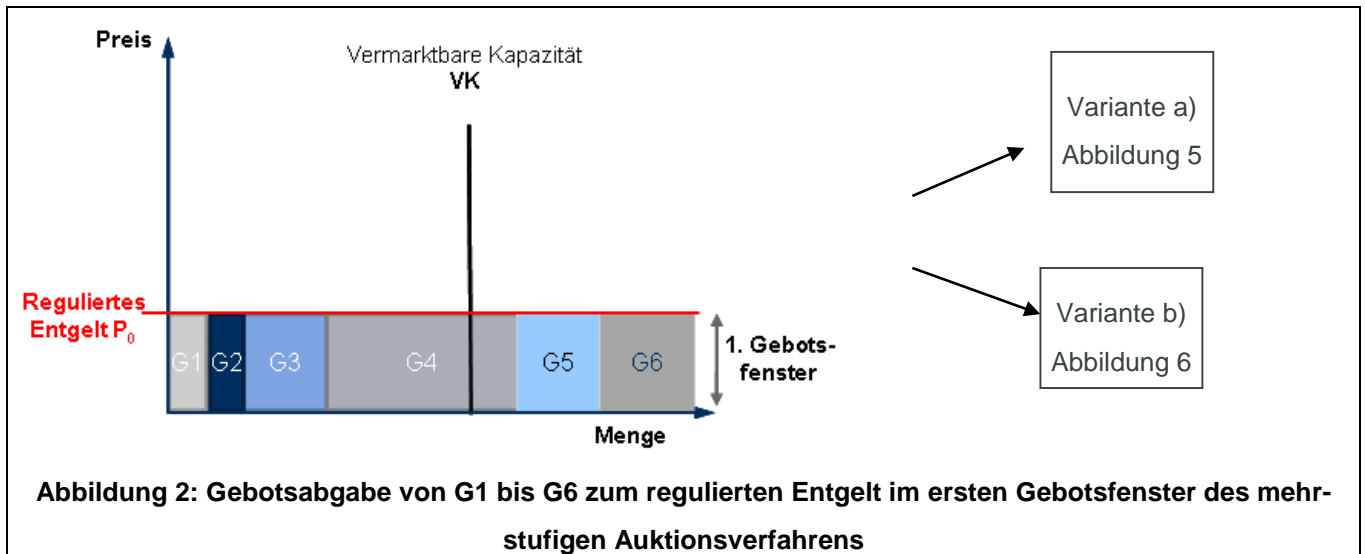 Preis
Vermarktbare Kapazität
VK
Variante a)
Abbildung 5
Reguliertes
Entgelt P0
G1 G2 G3 G4 G5 G6
1. Gebots-
fenster
Variante b)
Abbildung 6
Menge
Abbildung 2: Gebotsabgabe von G1 bis G6 zum regulierten Entgelt im ersten Gebotsfenster des mehr-
stufigen Auktionsverfahrens